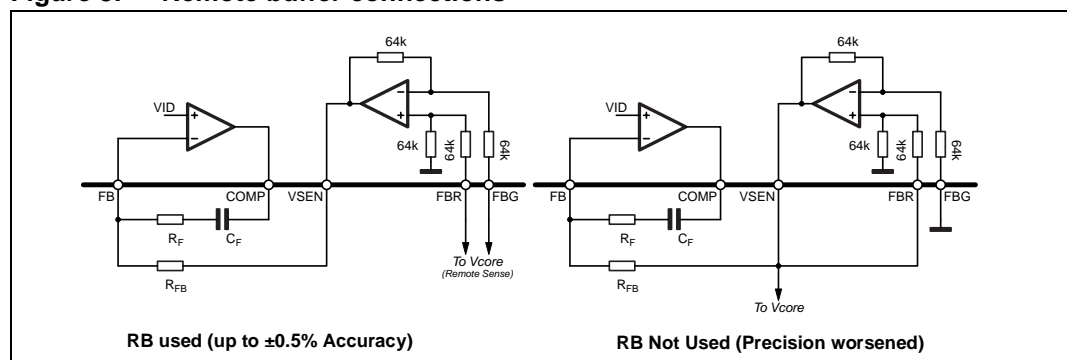 Figure 8. Remote buffer connections
64k
VID
64k
64k
64k
FB
COMP
VSEN
FBR
FBG
RF
CF
RFB
To Vcore
(Remote Sense)
RB used (up to ±0.5% Accuracy)
64k
VID
64k
64k
64k
FB
COMP
VSEN
FBR
FBG
RF
CF
RFB
To Vcore
RB Not Used (Precision worsened)